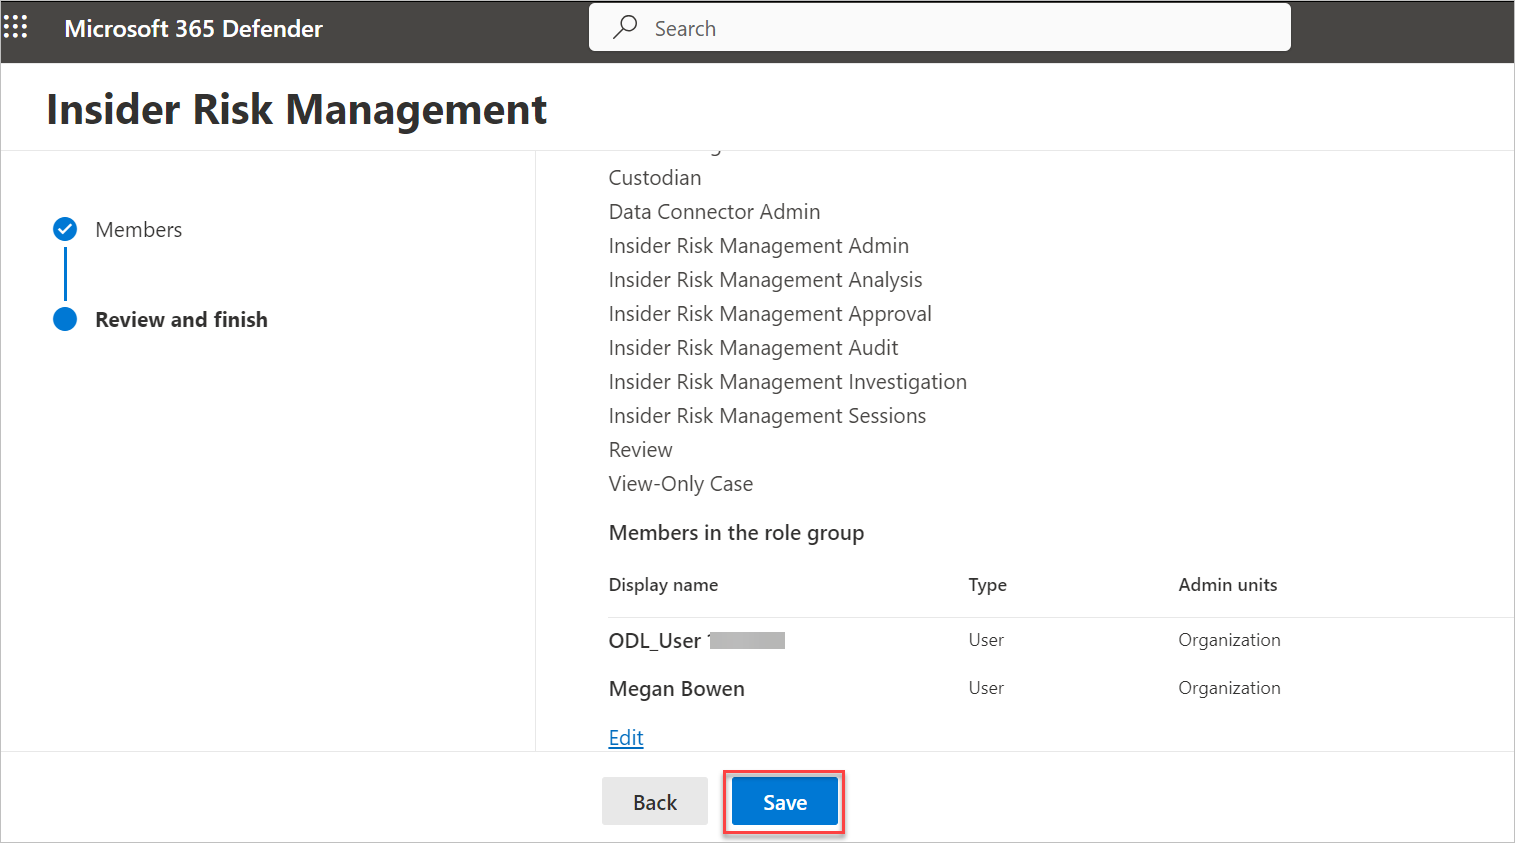 Microsoft 365 Defender
Search
Insider Risk Management
Members
Review and finish
Custodian
Data Connector Admin
Insider Risk Management Admin
Insider Risk Management Analysis
Insider Risk Management Approval
Insider Risk Management Audit
Insider Risk Management Investigation
Insider Risk Management Sessions
Review
View-Only Case
Members in the role group
Display name Type Admin units
ODL_User User Organization
Megan Bowen User Organization
Edit
Back Save